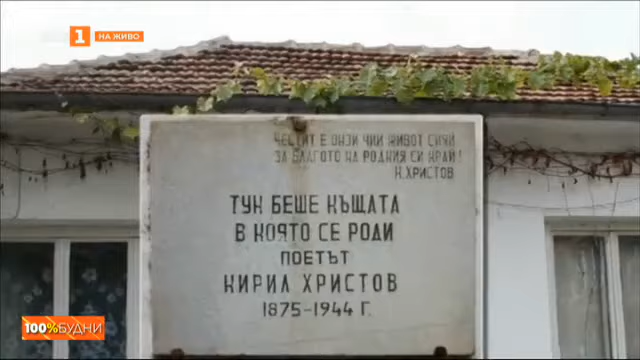 1 НА ЖИВО
ЧЕСТИТ Е ОНЗИ ЧИЙ ЖИВОТ СИЯЙ
ЗА БЛАГОТО НА РОДНИЯ СИ КРАЙ!
К. ХРИСТОВ
ТУК БЕШЕ КЪЩАТА
В КОЯТО СЕ РОДИ
ПОЕТЪТ
КИРИЛ ХРИСТОВ
1875-1944 Г.
100% БУДНИ